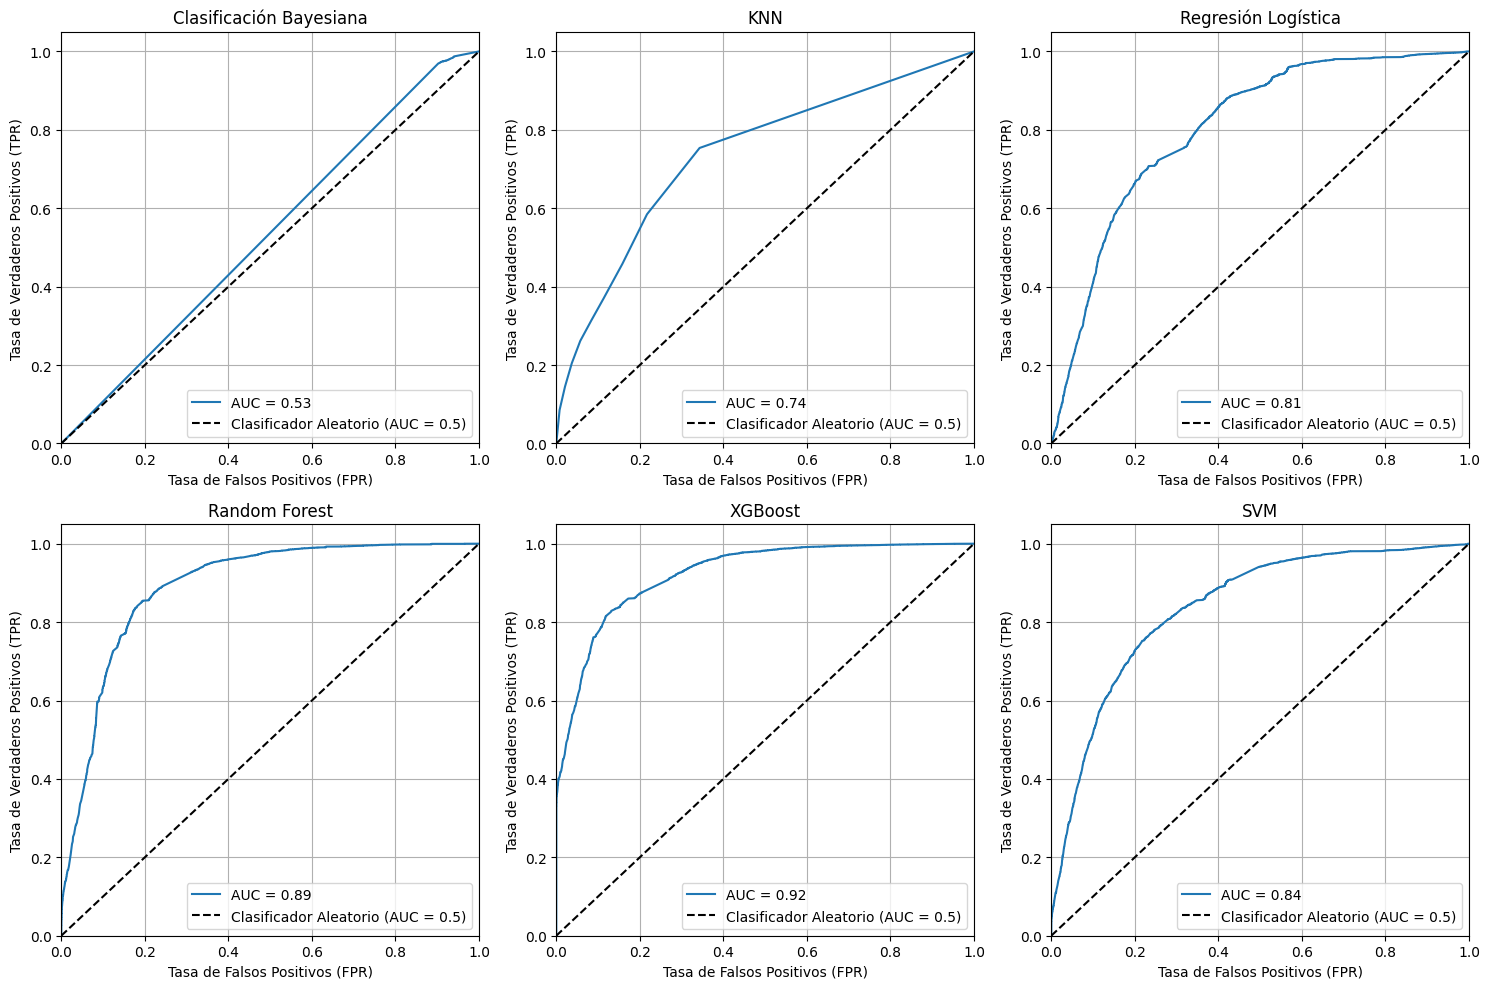 Clasificación Bayesiana
1.0
0.8
0.6
0.4
0.2
0.0
Tasa de Verdaderos Positivos (TPR)
AUC = 0.53
Clasificador Aleatorio (AUC = 0.5)
0.0 0.2 0.4 0.6 0.8 1.0
Tasa de Falsos Positivos (FPR)
KNN
1.0
0.8
0.6
0.4
0.2
0.0
Tasa de Verdaderos Positivos (TPR)
AUC = 0.74
Clasificador Aleatorio (AUC = 0.5)
0.0 0.2 0.4 0.6 0.8 1.0
Tasa de Falsos Positivos (FPR)
Regresión Logística
1.0
0.8
0.6
0.4
0.2
0.0
Tasa de Verdaderos Positivos (TPR)
AUC = 0.81
Clasificador Aleatorio (AUC = 0.5)
0.0 0.2 0.4 0.6 0.8 1.0
Tasa de Falsos Positivos (FPR)
Random Forest
1.0
0.8
0.6
0.4
0.2
0.0
Tasa de Verdaderos Positivos (TPR)
AUC = 0.89
Clasificador Aleatorio (AUC = 0.5)
0.0 0.2 0.4 0.6 0.8 1.0
Tasa de Falsos Positivos (FPR)
XGBoost
1.0
0.8
0.6
0.4
0.2
0.0
Tasa de Verdaderos Positivos (TPR)
AUC = 0.92
Clasificador Aleatorio (AUC = 0.5)
0.0 0.2 0.4 0.6 0.8 1.0
Tasa de Falsos Positivos (FPR)
SVM
1.0
0.8
0.6
0.4
0.2
0.0
Tasa de Verdaderos Positivos (TPR)
AUC = 0.84
Clasificador Aleatorio (AUC = 0.5)
0.0 0.2 0.4 0.6 0.8 1.0
Tasa de Falsos Positivos (FPR)